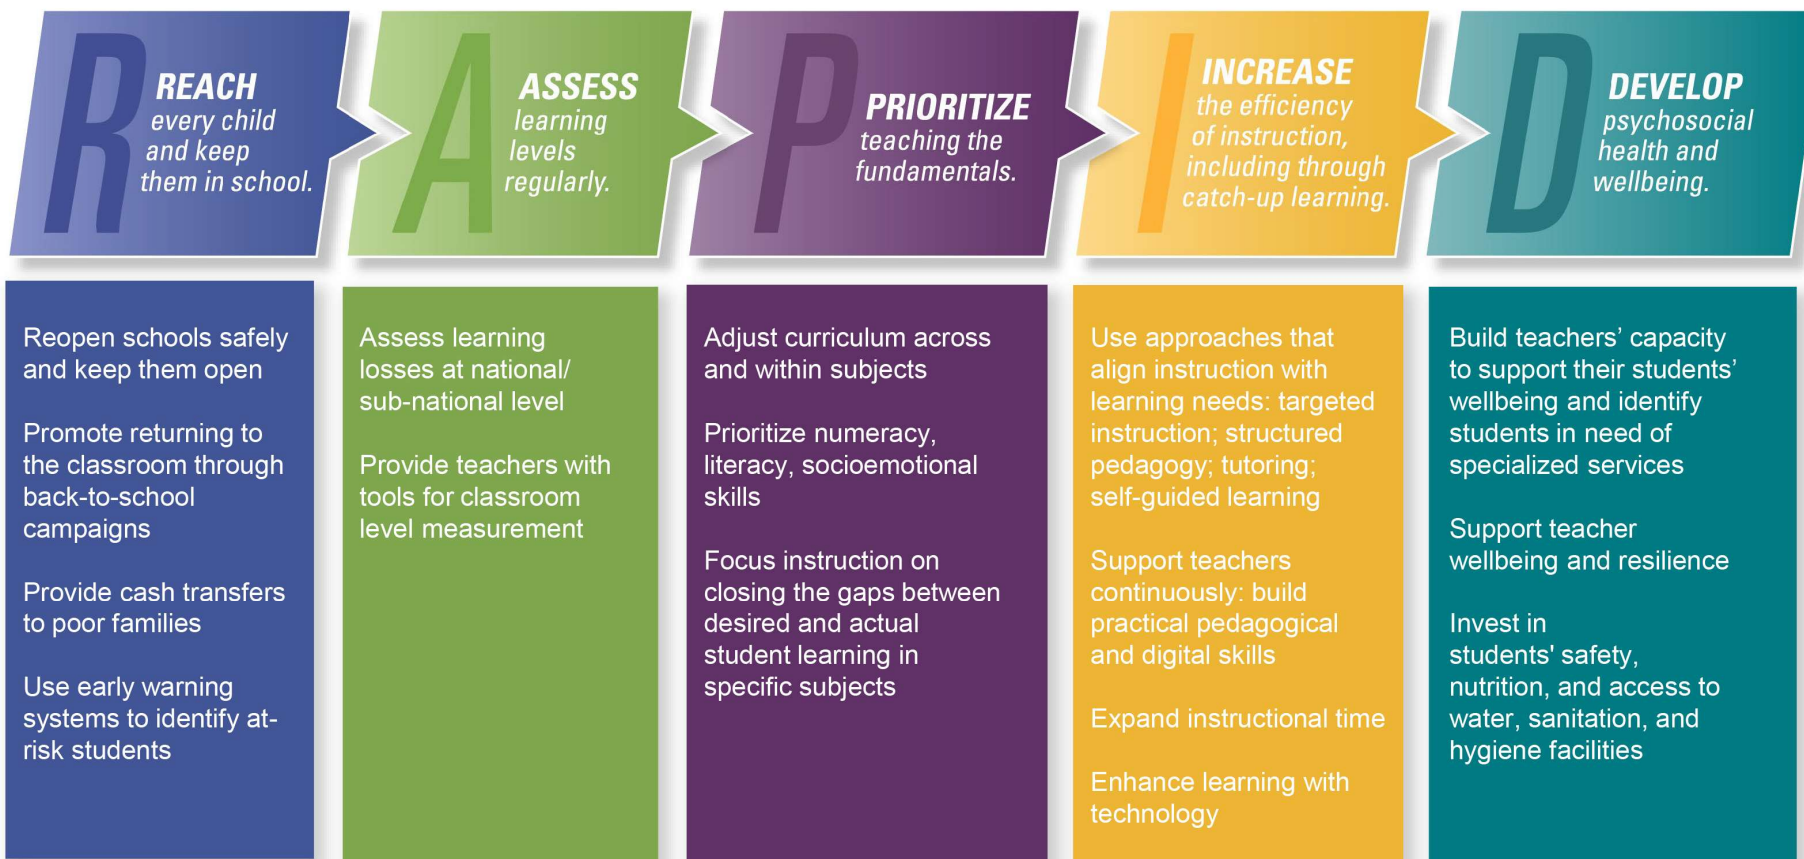 R
REACH
every child
and keep
them in school.
A
ASSESS
learning
levels
regularly.
P
PRIORITIZE
teaching the
fundamentals.
I
INCREASE
the efficiency
of instruction,
including through
catch-up learning.
D
DEVELOP
psychosocial
health and
wellbeing.
Reopen schools safely
and keep them open
Promote returning to
the classroom through
back-to-school
campaigns
Provide cash transfers
to poor families
Use early warning
systems to identify at-
risk students
Assess learning
losses at national/
sub-national level
Provide teachers with
tools for classroom
level measurement
Adjust curriculum across
and within subjects
Prioritize numeracy,
literacy, socioemotional
skills
Focus instruction on
closing the gaps between
desired and actual
student learning in
specific subjects
Use approaches that
align instruction with
learning needs: targeted
instruction; structured
pedagogy; tutoring;
self-guided learning
Support teachers
continuously: build
practical pedagogical
and digital skills
Expand instructional time
Enhance learning with
technology
Build teachers’ capacity
to support their students’
wellbeing and identify
students in need of
specialized services
Support teacher
wellbeing and resilience
Invest in
students' safety,
nutrition, and access to
water, sanitation, and
hygiene facilities